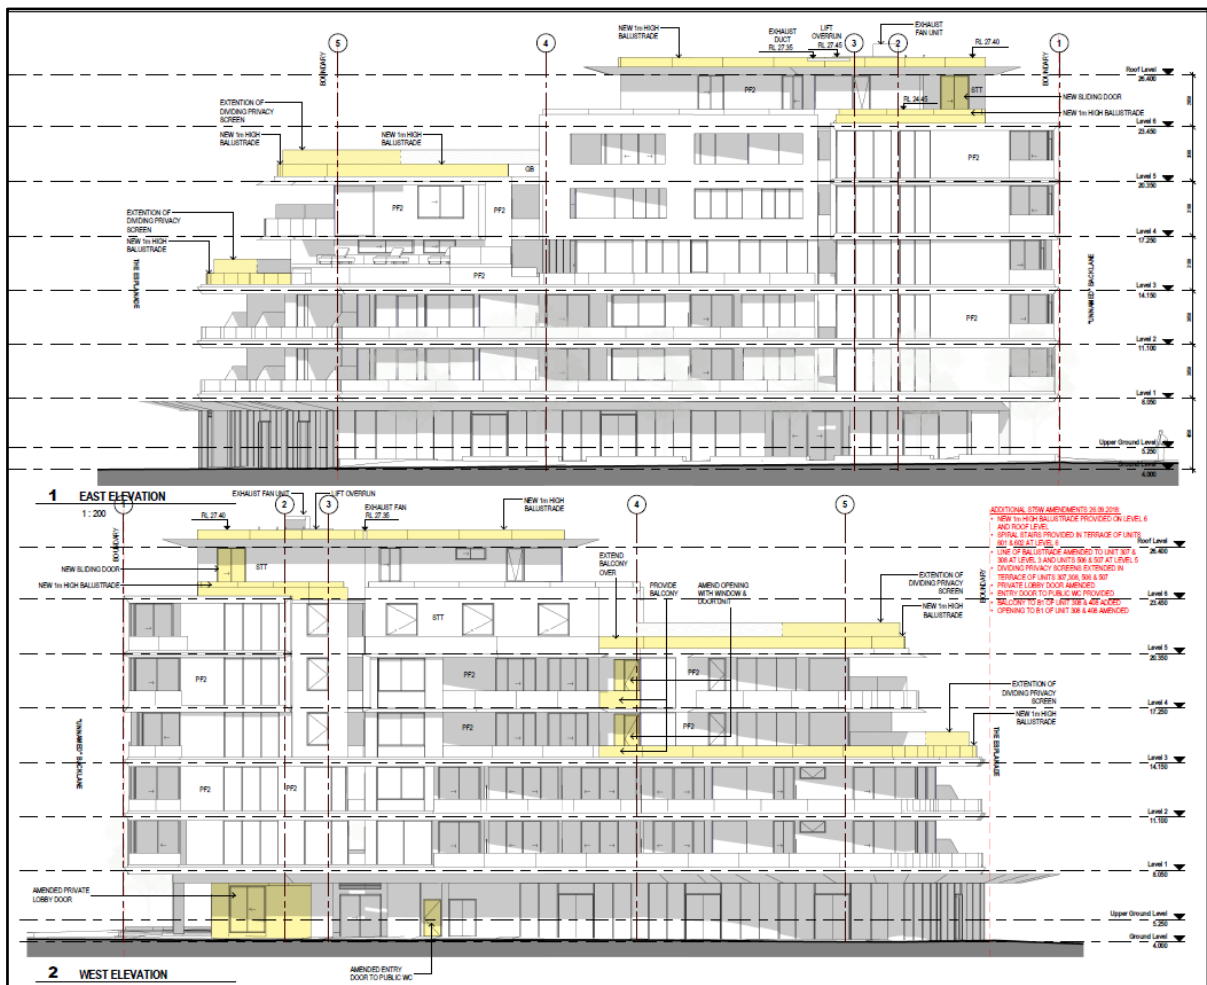 5
4
3
2
1
BOUNDARY
NEW 1m HIGH
BALUSTRADE
EXHAUST
DUCT
RL 27.35
LIFT
OVERRUN
RL 27.45
EXHAUST
FAN UNIT
RL 27.40
BOUNDARY
Roof Level
26.400
PF2
STT
NEW SLIDING DOOR
RL 24.45
NEW 1m HIGH BALUSTRADE
EXTENTION OF
DIVIDING PRIVACY
SCREEN
NEW 1m HIGH
BALUSTRADE
NEW 1m HIGH
BALUSTRADE
Level 6
23.450
PF2
GB
Level 5
20.350
PF2
PF2
EXTENTION OF
DIVIDING PRIVACY
SCREEN
NEW 1m HIGH
BALUSTRADE
Level 4
17.250
THE ESPLANADE
PF2
"UNNAMED" BACKLANE
Level 3
14.150
PF2
Level 2
11.100
Level 1
8.050
Upper Ground Level
5.250
Ground Level
4.000
1 EAST ELEVATION
1 : 200
1
2
3
4
5
BOUNDARY
EXHAUST FAN UNIT
LIFT OVERRUN
RL 27.40
EXHAUST FAN
RL 27.35
NEW 1m HIGH
BALUSTRADE
ADDITIONAL S75W AMENDMENTS 26.09.2018:
NEW 1m HIGH BALUSTRADE PROVIDED ON LEVEL 6
AND ROOF LEVEL
SPIRAL STAIRS PROVIDED IN TERRACE OF UNITS
601 & 602 AT LEVEL 6
LINE OF BALUSTRADE AMENDED TO UNIT 307 &
308 AT LEVEL 3 AND UNITS 506 & 507 AT LEVEL 5
DIVIDING PRIVACY SCREENS EXTENDED IN
TERRACE OF UNITS 307,308, 506 & 507
PRIVATE LOBBY DOOR AMENDED
ENTRY DOOR TO PUBLIC WC PROVIDED
BALCONY TO B1 OF UNIT 308 & 408 ADDED
OPENING TO B1 OF UNIT 308 & 408 AMENDED
Roof Level
26.400
NEW SLIDING DOOR
STT
NEW 1m HIGH BALUSTRADE
EXTEND
BALCONY
OVER
PROVIDE
BALCONY
AMEND OPENING
WITH WINDOW &
DOOR UNIT
EXTENTION OF
DIVIDING PRIVACY
SCREEN
NEW 1m HIGH
BALUSTRADE
BOUNDARY
Level 6
23.450
STT
Level 5
20.350
PF2
PF2
PF2
EXTENTION OF
DIVIDING PRIVACY
SCREEN
NEW 1m HIGH
BALUSTRADE
Level 4
17.250
PF2
PF2
"UNNAMED" BACKLANE
THE ESPLANADE
Level 3
14.150
PF2
PF2
Level 2
11.100
Level 1
8.050
AMENDED PRIVATE
LOBBY DOOR
Upper Ground Level
5.250
Ground Level
4.000
2 WEST ELEVATION
AMENDED ENTRY
DOOR TO PUBLIC WC